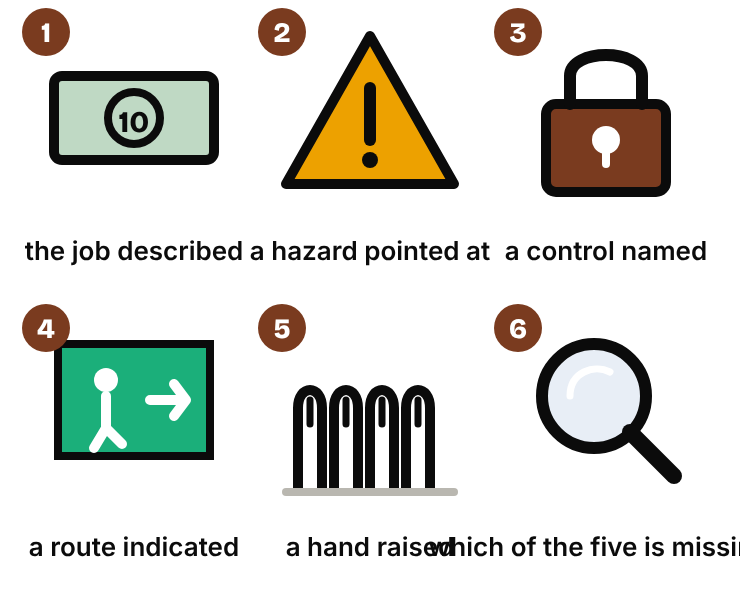 1
2
3
10
the job described
a hazard pointed at
a control named
4
5
6
a route indicated
a hand raised
which of the five is missi